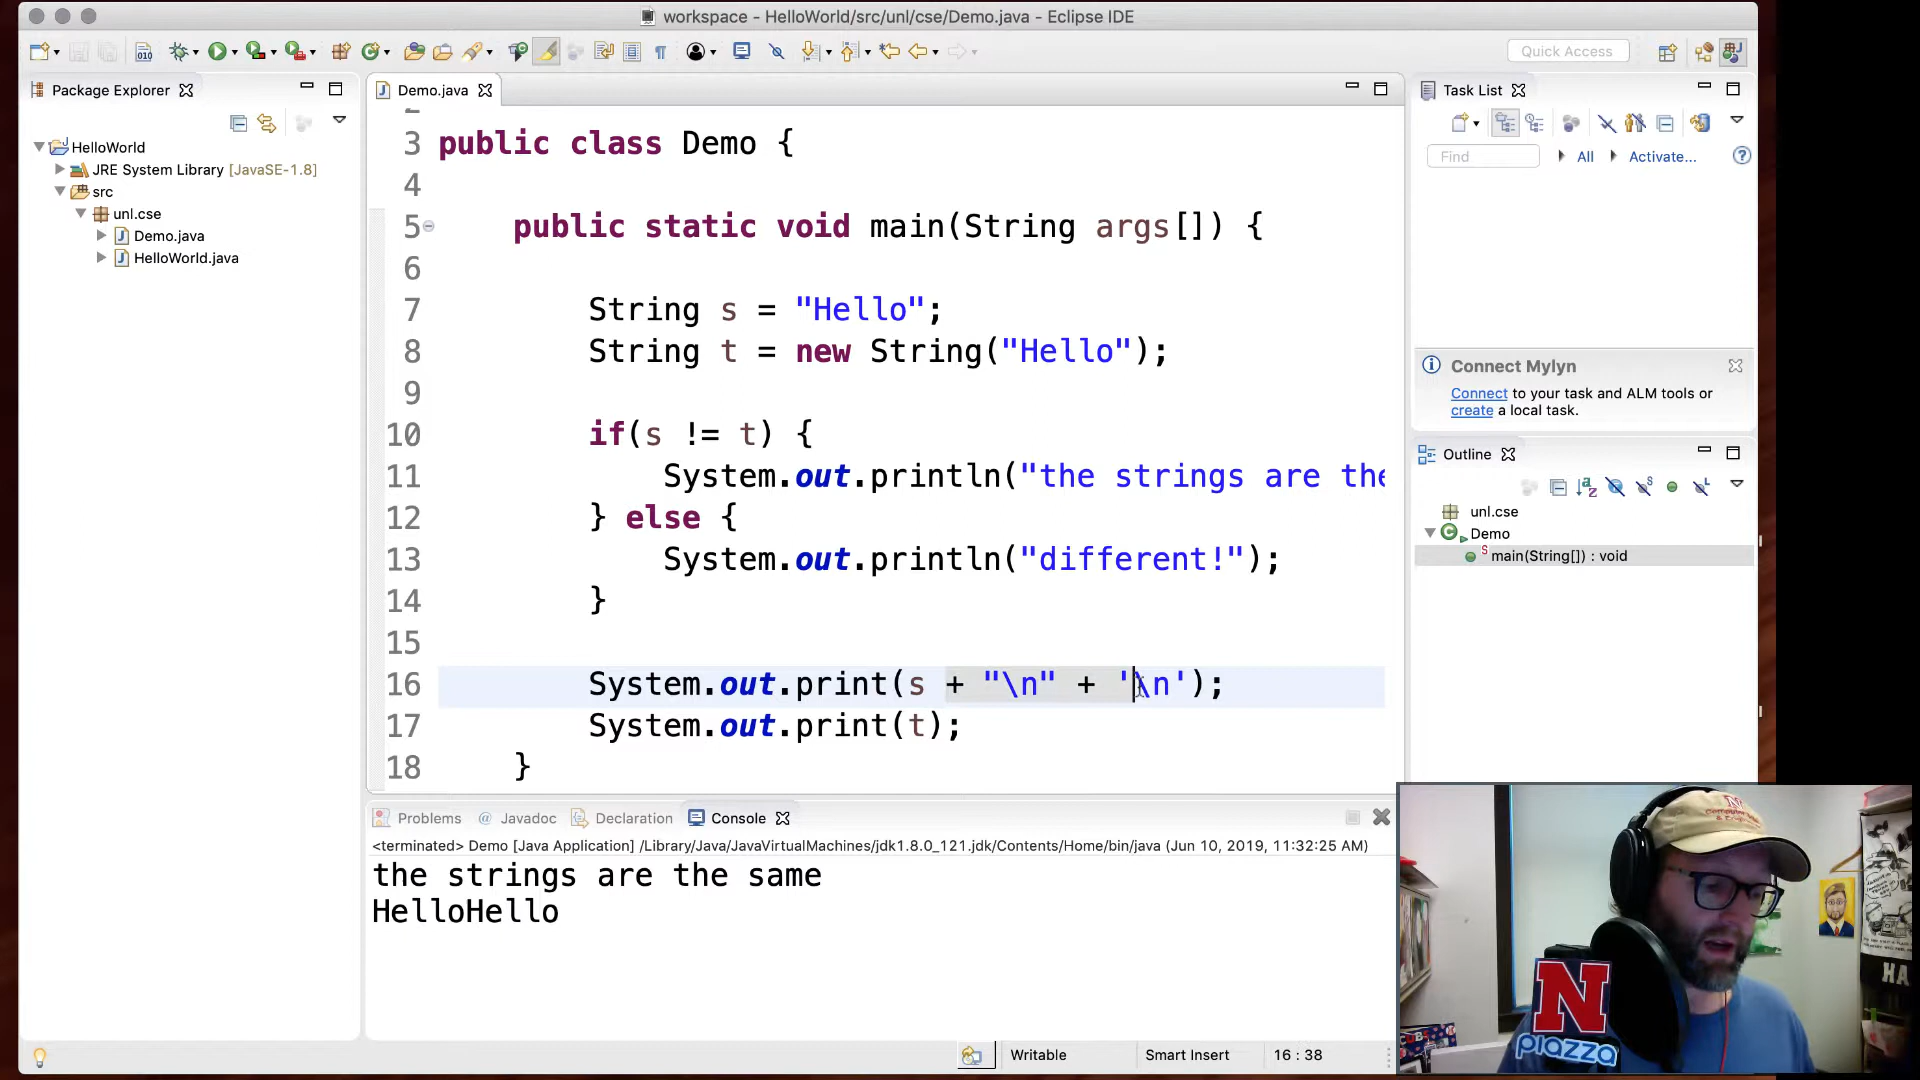 workspace - HelloWorld/src/unl/cse/Demo.java - Eclipse IDE
Quick Access
Package Explorer
HelloWorld
JRE System Library [JavaSE-1.8]
src
unl.cse
Demo.java
HelloWorld.java
Demo.java
3 public class Demo {
4
5 public static void main(String args[]) {
6
7 String s = "Hello";
8 String t = new String("Hello");
9
10 if(s != t) {
11 System.out.println("the strings are the
12 } else {
13 System.out.println("different!");
14 }
15
16 System.out.print(s + "\n" + '\n');
17 System.out.print(t);
18 }
Problems @ Javadoc Declaration Console
<terminated> Demo [Java Application] /Library/Java/JavaVirtualMachines/jdk1.8.0_121.jdk/Contents/Home/bin/java (Jun 10, 2019, 11:32:25 AM)
the strings are the same
HelloHello
Writable
Smart Insert
16 : 38
Task List
Find
All
Activate...
Connect Mylyn
Connect to your task and ALM tools or
create a local task.
Outline
unl.cse
Demo
main(String[]) : void
N
piazza
CUBS
HA